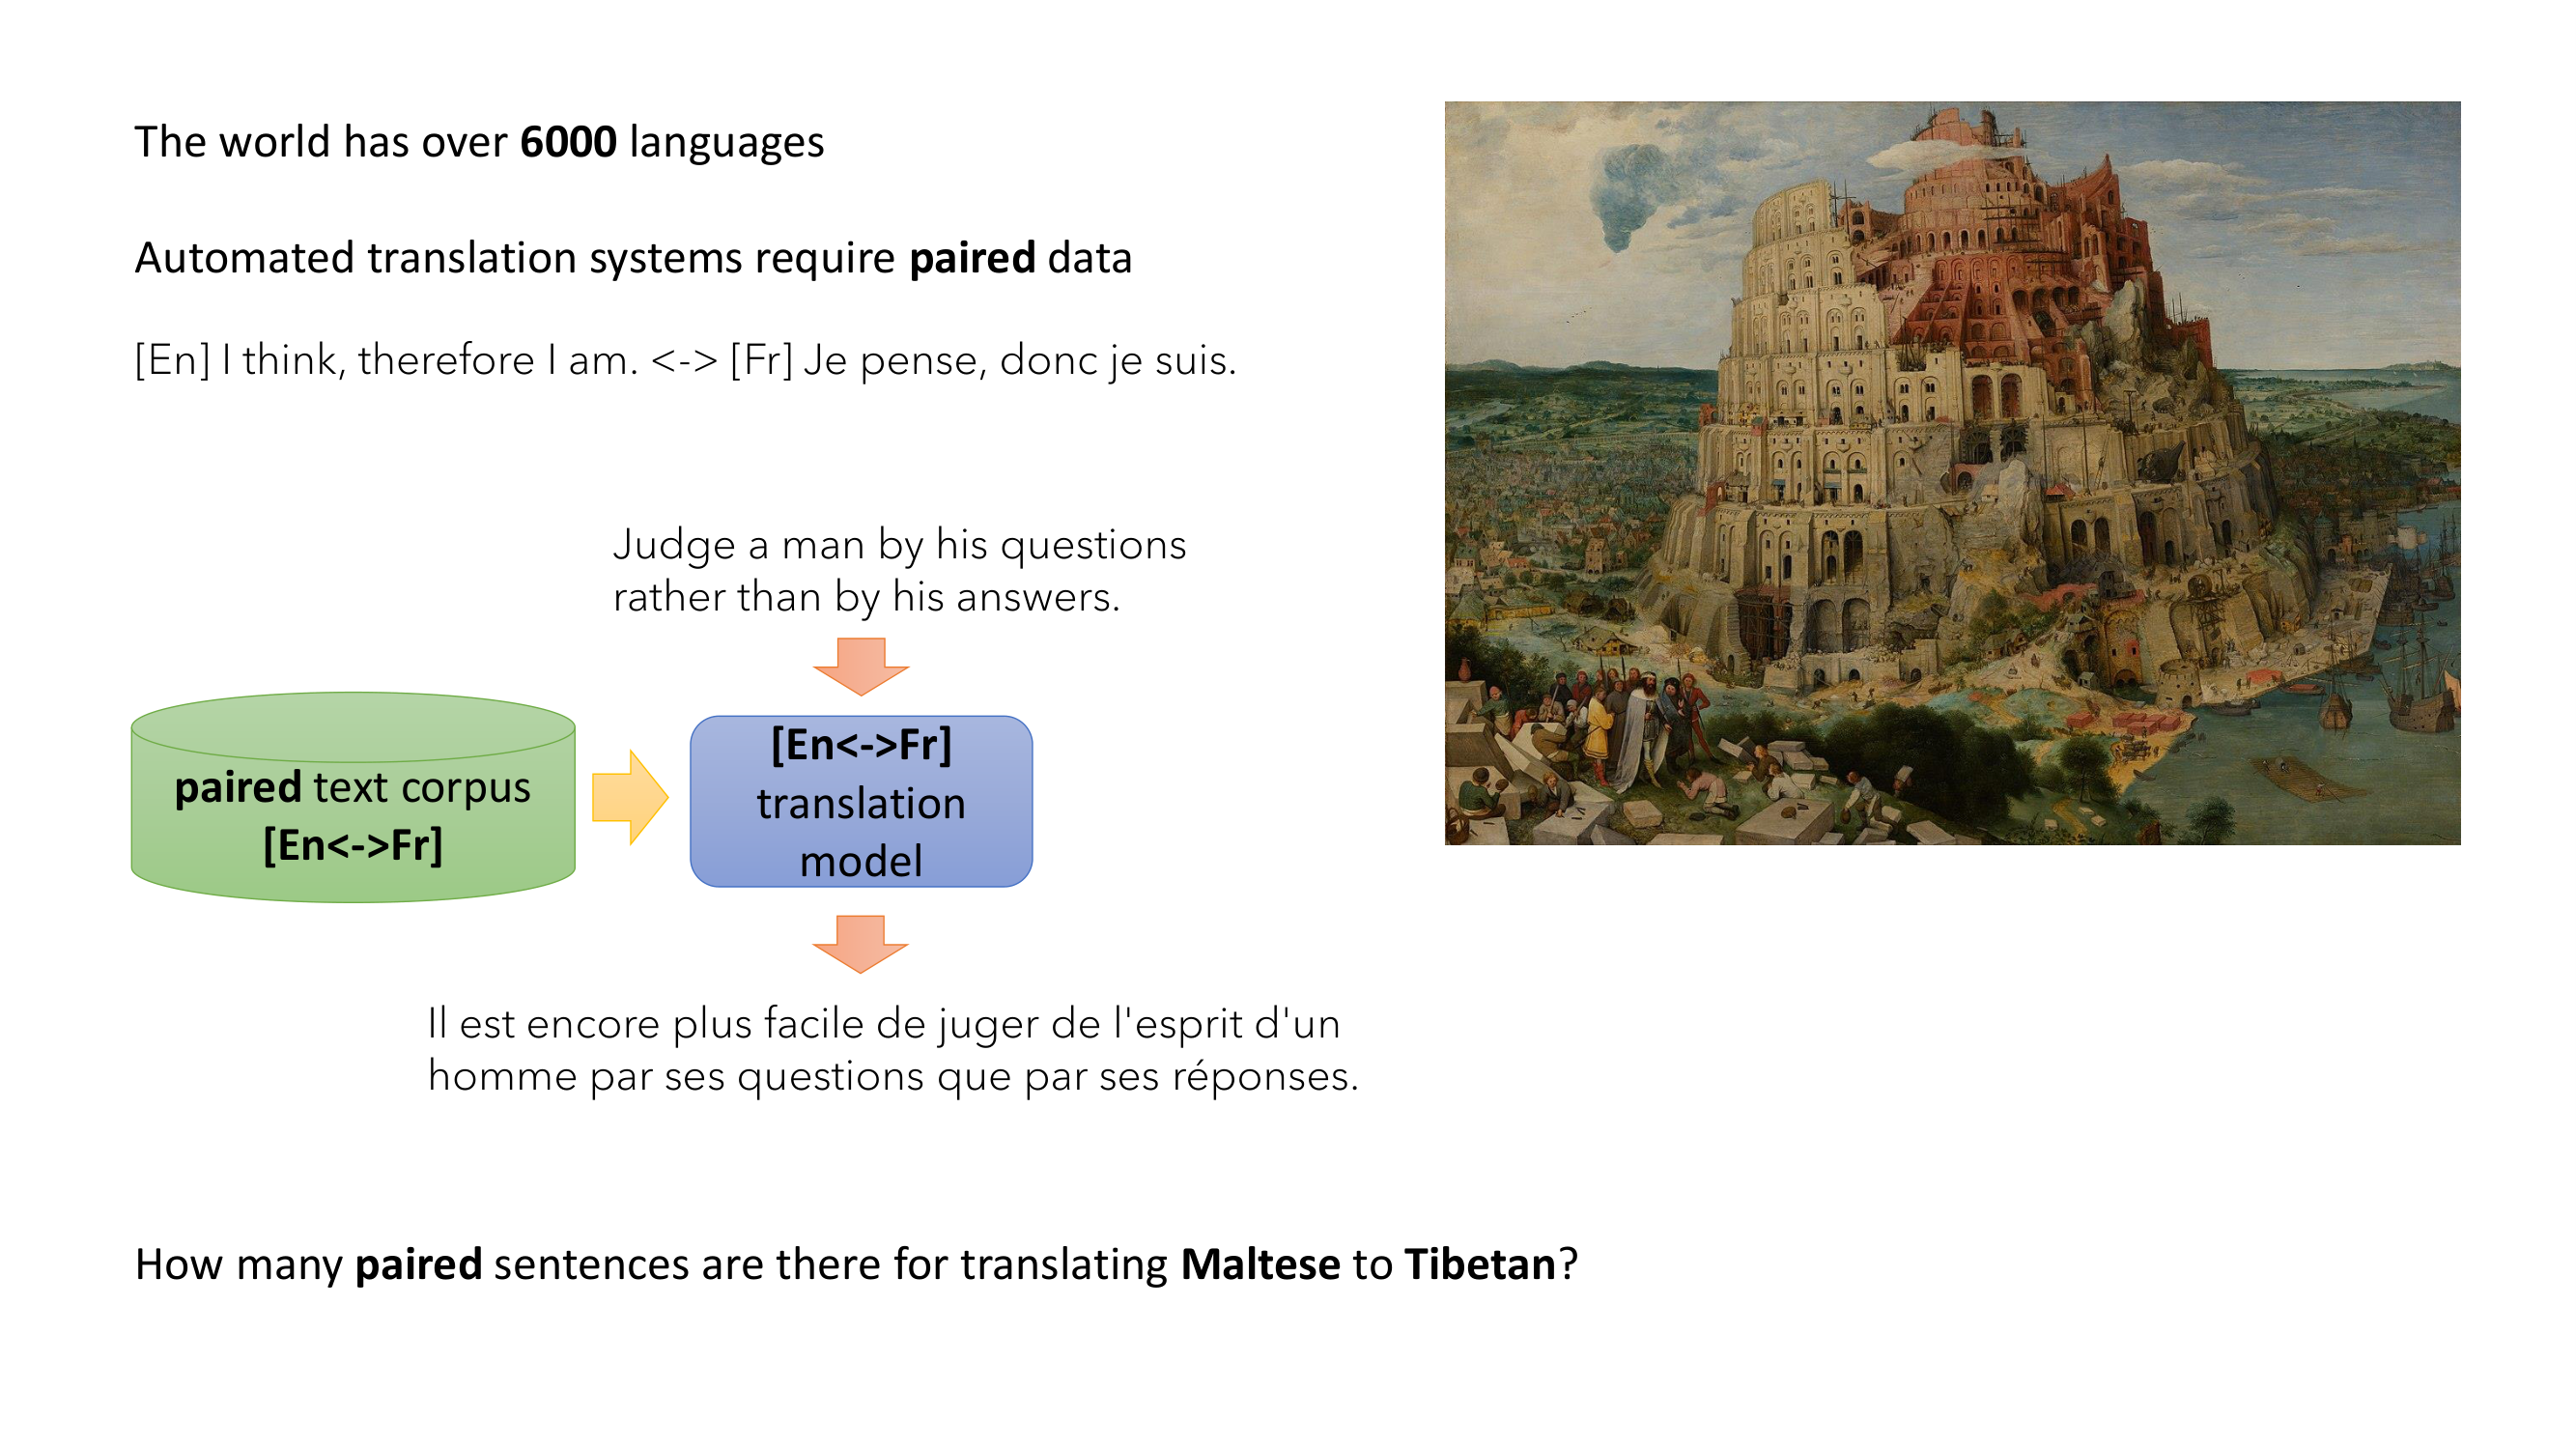 The world has over 6000 languages
Automated translation systems require paired data
[En] I think, therefore I am. <-> [Fr] Je pense, donc je suis.
Judge a man by his questions
rather than by his answers.
paired text corpus
[En<->Fr]
[En<->Fr]
translation
model
Il est encore plus facile de juger de l'esprit d'un
homme par ses questions que par ses réponses.
How many paired sentences are there for translating Maltese to Tibetan?